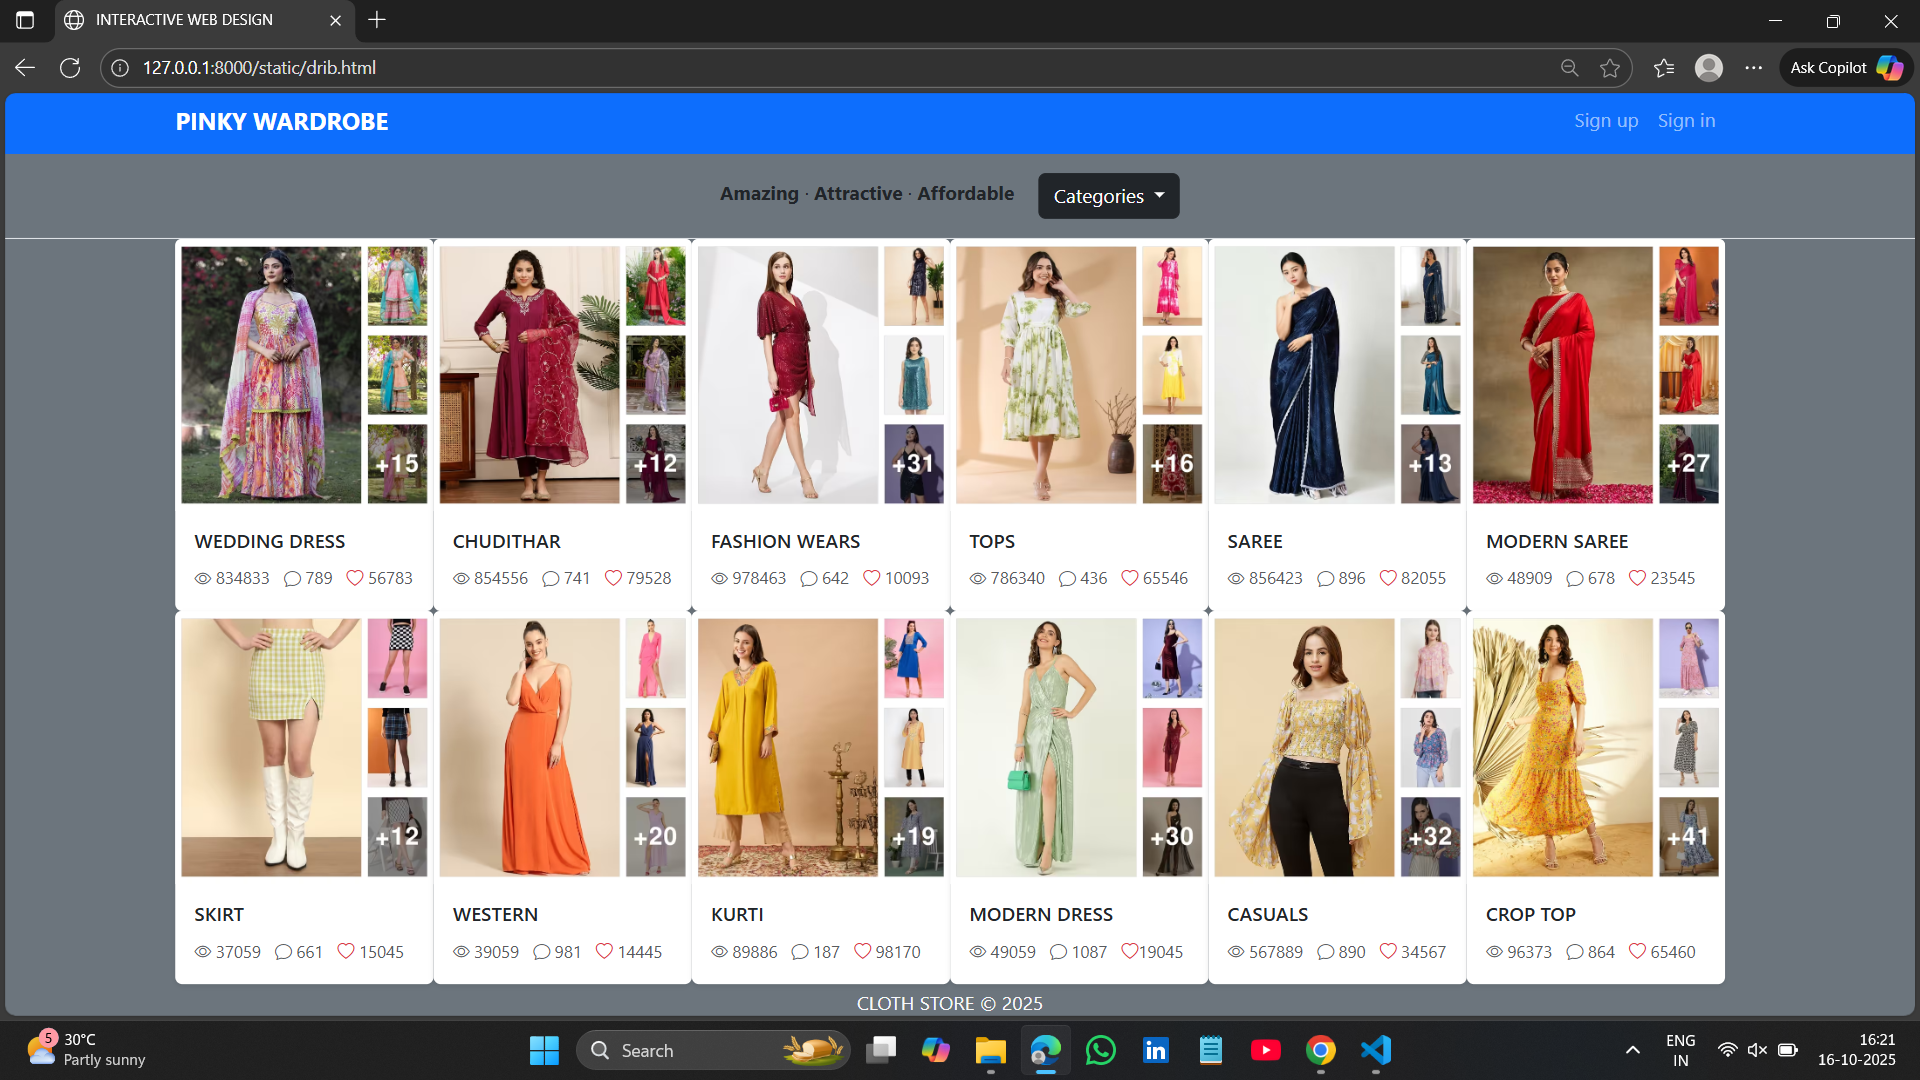 INTERACTIVE WEB DESIGN
127.0.0.1:8000/static/drib.html
Ask Copilot
PINKY WARDROBE
Sign up Sign in
Amazing · Attractive · Affordable Categories
+15 +12 +31 +16 +13 +27
WEDDING DRESS CHUDITHAR FASHION WEARS TOPS SAREE MODERN SAREE
834833 789 56783 854556 741 79528 978463 642 10093 786340 436 65546 856423 896 82055 48909 678 23545
+12 +20 +19 +30 +32 +41
SKIRT WESTERN KURTI MODERN DRESS CASUALS CROP TOP
37059 661 15045 39059 981 14445 89886 187 98170 49059 1087 19045 567889 890 34567 96373 864 65460
CLOTH STORE © 2025
5
30°C
Partly sunny
Search
ENG
IN
16:21
16-10-2025